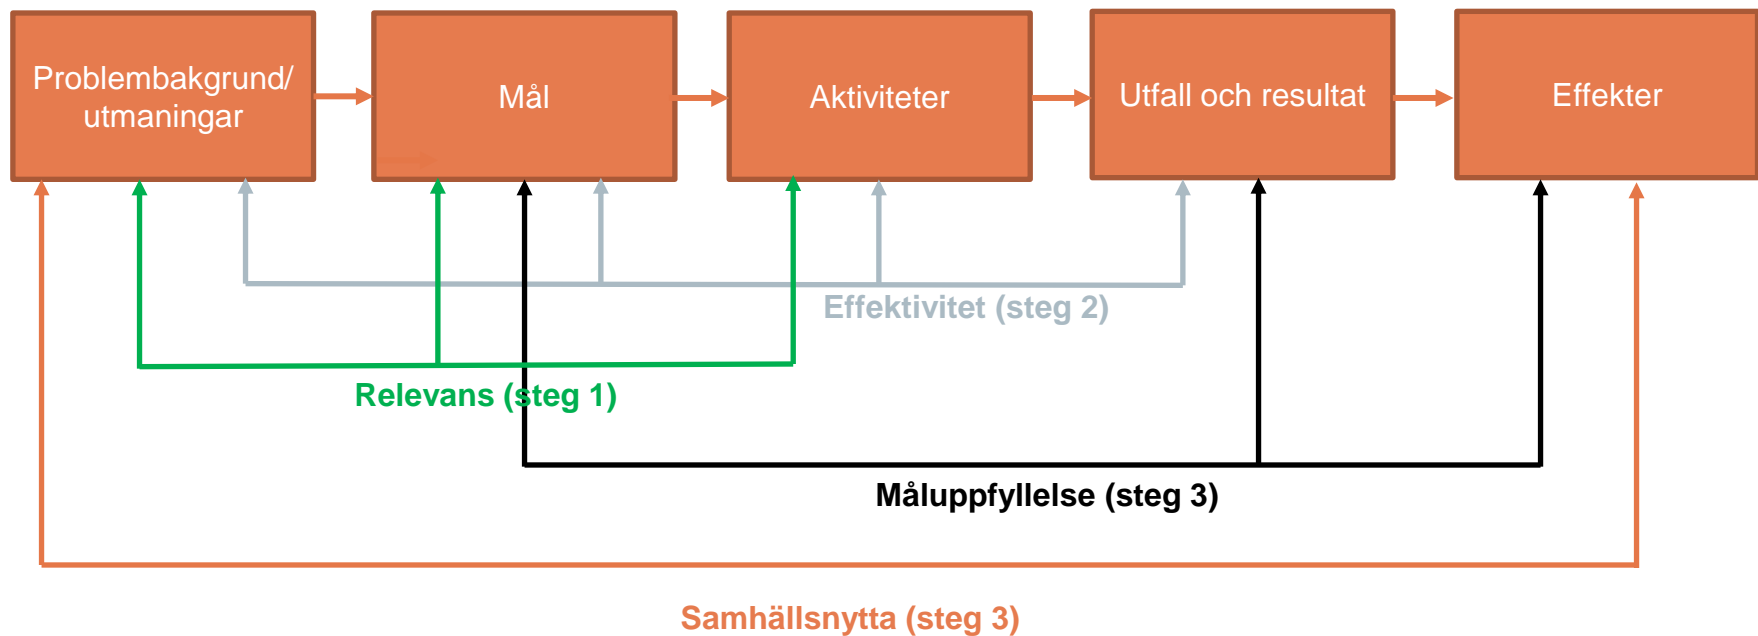 Problembakgrund/
utmaningar
Mål
Aktiviteter
Utfall och resultat
Effekter
Effektivitet (steg 2)
Relevans (steg 1)
Måluppfyllelse (steg 3)
Samhällsnytta (steg 3)